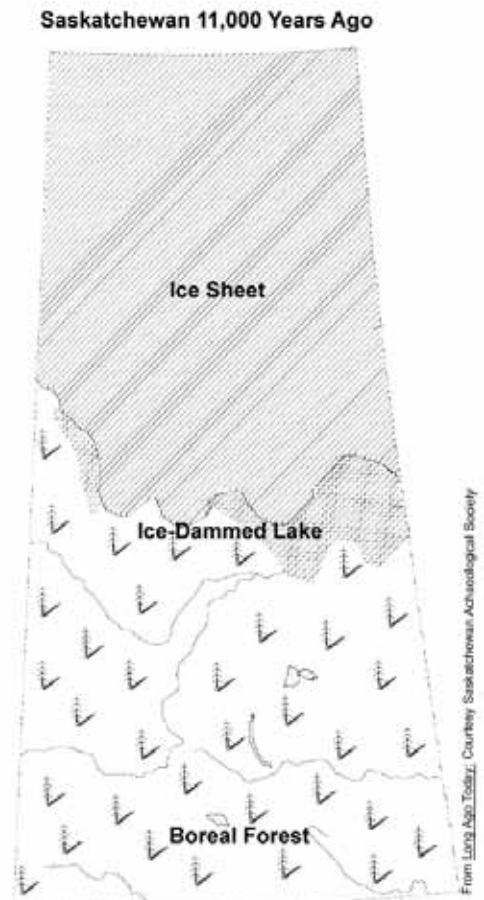 Saskatchewan 11,000 Years Ago
Ice Sheet
Ice-Dammed Lake
Boreal Forest
From Long Ago Today: Courtesy Saskatchewan Achaeological Society